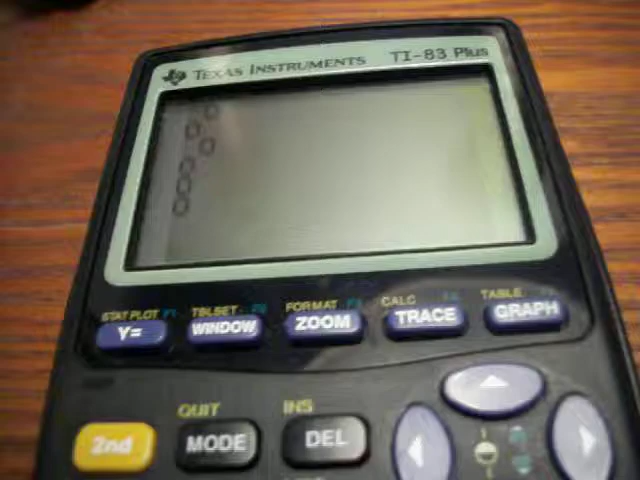 TEXAS INSTRUMENTS TI-83 Plus
STAT PLOT F1 TBLSET F2 FORMAT F3 CALC F4 TABLE F5
Y= WINDOW ZOOM TRACE GRAPH
QUIT INS
2nd MODE DEL